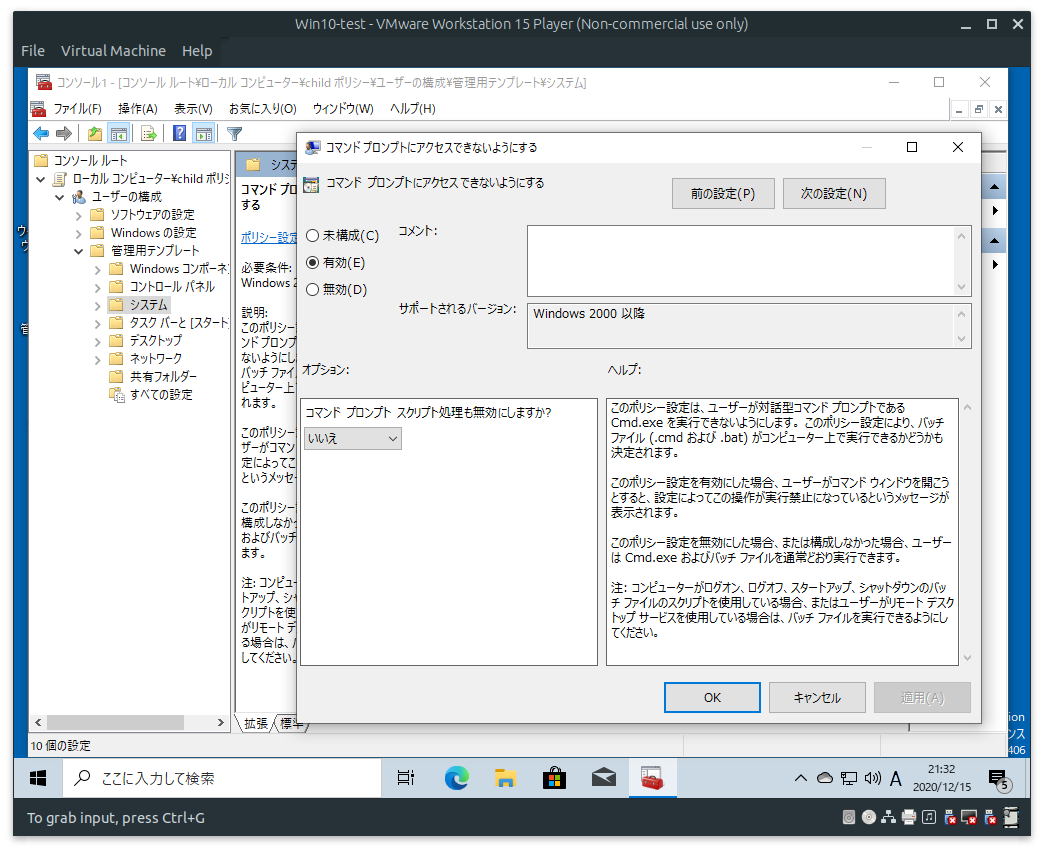 Win10-test - VMware Workstation 15 Player (Non-commercial use only)
File Virtual Machine Help
コンソール1 - [コンソール ルート¥ローカル コンピューター¥child ポリシー¥ユーザーの構成¥管理用テンプレート¥システム]
ファイル(F) 操作(A) 表示(V) お気に入り(O) ウィンドウ(W) ヘルプ(H)
コンソール ルート
ローカル コンピューター¥child ポリシ
ユーザーの構成
ソフトウェアの設定
Windows の設定
管理用テンプレート
Windows コンポーネン
コントロール パネル
システム
タスク バーと [スタート]
デスクトップ
ネットワーク
共有フォルダー
すべての設定
システ
コマンド プロ
する
ポリシー設定
必要条件:
Windows 2
説明:
このポリシー
ンド プロンプ
ないようにし
バッチ ファイ
ピューター上
れます。
このポリシー
ザーがコマン
定によってこ
というメッセー
このポリシー
構成しなかっ
およびバッチ
ます。
注: コンピュー
トアップ、シャ
クリプトを使
がリモート デ
る場合は、バ
してください。
拡張 標準
10 個の設定
コマンド プロンプトにアクセスできないようにする
コマンド プロンプトにアクセスできないようにする
前の設定(P) 次の設定(N)
未構成(C)
有効(E)
無効(D)
コメント:
サポートされるバージョン:
Windows 2000 以降
オプション:
ヘルプ:
コマンド プロンプト スクリプト処理も無効にしますか?
いいえ
このポリシー設定は、ユーザーが対話型コマンド プロンプトである
Cmd.exe を実行できないようにします。このポリシー設定により、バッチ
ファイル (.cmd および .bat) がコンピューター上で実行できるかどうかも
決定されます。
このポリシー設定を有効にした場合、ユーザーがコマンド ウィンドウを開こう
とすると、設定によってこの操作が実行禁止になっているというメッセージが
表示されます。
このポリシー設定を無効にした場合、または構成しなかった場合、ユーザー
は Cmd.exe およびバッチ ファイルを通常どおり実行できます。
注: コンピューターがログオン、ログオフ、スタートアップ、シャットダウンのバッ
チ ファイルのスクリプトを使用している場合、またはユーザーがリモート デスク
トップ サービスを使用している場合は、バッチ ファイルを実行できるようにし
てください。
OK キャンセル 適用(A)
ion
ンス
406
ここに入力して検索
A
21:32
2020/12/15
5
To grab input, press Ctrl+G